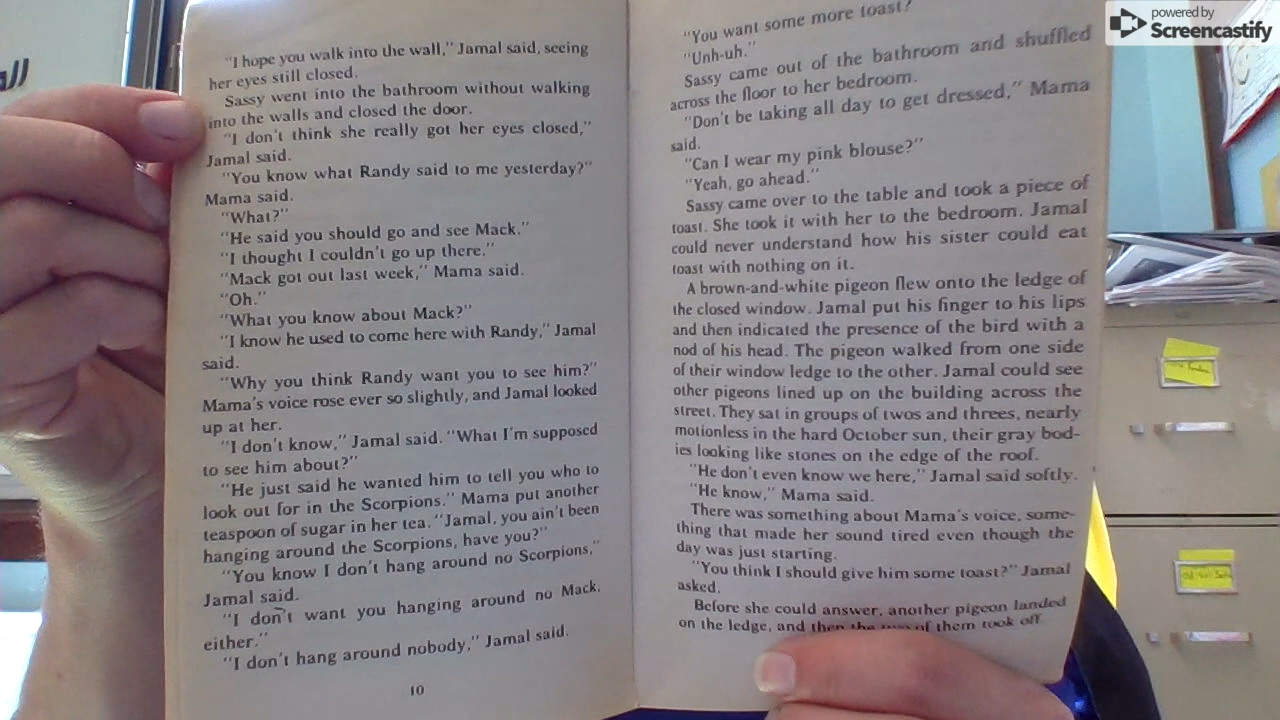 "I hope you walk into the wall," Jamal said, seeing
her eyes still closed.
Sassy went into the bathroom without walking
into the walls and closed the door.
"I don't think she really got her eyes closed,"
Jamal said.
"You know what Randy said to me yesterday?"
Mama said.
"What?"
"He said you should go and see Mack."
"I thought I couldn't go up there."
"Mack got out last week," Mama said.
"Oh."
"What you know about Mack?"
"I know he used to come here with Randy," Jamal
said.
"Why you think Randy want you to see him?"
Mama's voice rose ever so slightly, and Jamal looked
up at her.
"I don't know," Jamal said. "What I'm supposed
to see him about?"
"He just said he wanted him to tell you who to
look out for in the Scorpions." Mama put another
teaspoon of sugar in her tea. "Jamal, you ain't been
hanging around the Scorpions, have you?"
"You know I don't hang around no Scorpions,"
Jamal said.
"I don't want you hanging around no Mack,
either."
"I don't hang around nobody," Jamal said.
10
"You want some more toast?
"Unh-uh."
Sassy came out of the bathroom and shuffled
across the floor to her bedroom.
"Don't be taking all day to get dressed," Mama
said.
"Can I wear my pink blouse?"
"Yeah, go ahead."
Sassy came over to the table and took a piece of
toast. She took it with her to the bedroom. Jamal
could never understand how his sister could eat
toast with nothing on it.
A brown-and-white pigeon flew onto the ledge of
the closed window. Jamal put his finger to his lips
and then indicated the presence of the bird with a
nod of his head. The pigeon walked from one side
of their window ledge to the other. Jamal could see
other pigeons lined up on the building across the
street. They sat in groups of twos and threes, nearly
motionless in the hard October sun, their gray bod-
ies looking like stones on the edge of the roof.
"He don't even know we here," Jamal said softly.
"He know," Mama said.
There was something about Mama's voice, some-
thing that made her sound tired even though the
day was just starting.
"You think I should give him some toast?" Jamal
asked.
Before she could answer, another pigeon landed
on the ledge, and then the two of them took off
powered by
Screencastify